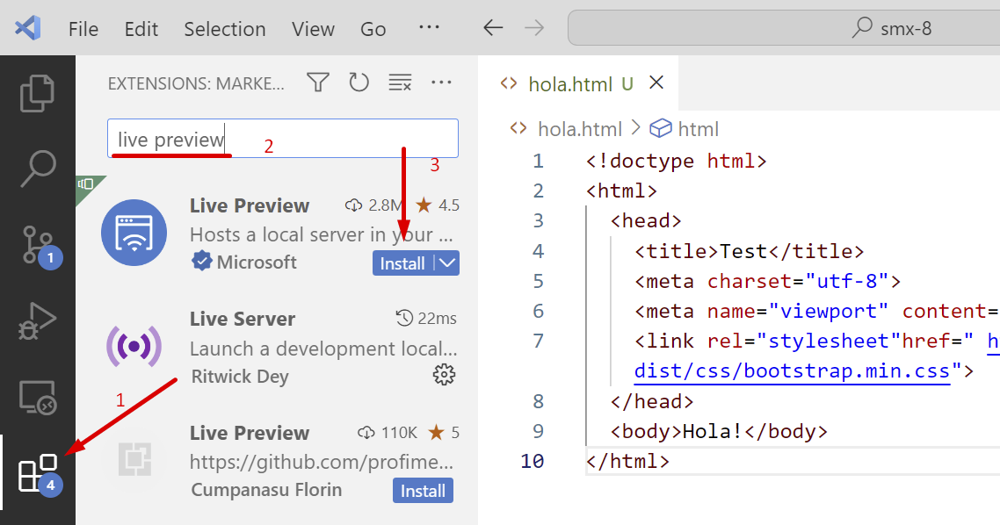 File Edit Selection View Go ··· smx-8
EXTENSIONS: MARKE... ···
live preview
2
3
Live Preview 2.8M 4.5
Hosts a local server in your ...
Microsoft Install
Live Server 22ms
Launch a development local...
Ritwick Dey
1
Live Preview 110K 5
https://github.com/profime...
Cumpanasu Florin Install
1
4
hola.html U
hola.html > html
1 <!doctype html>
2 <html>
3 <head>
4 <title>Test</title>
5 <meta charset="utf-8">
6 <meta name="viewport" content=
7 <link rel="stylesheet"href=" h
dist/css/bootstrap.min.css">
8 </head>
9 <body>Hola!</body>
10 </html>